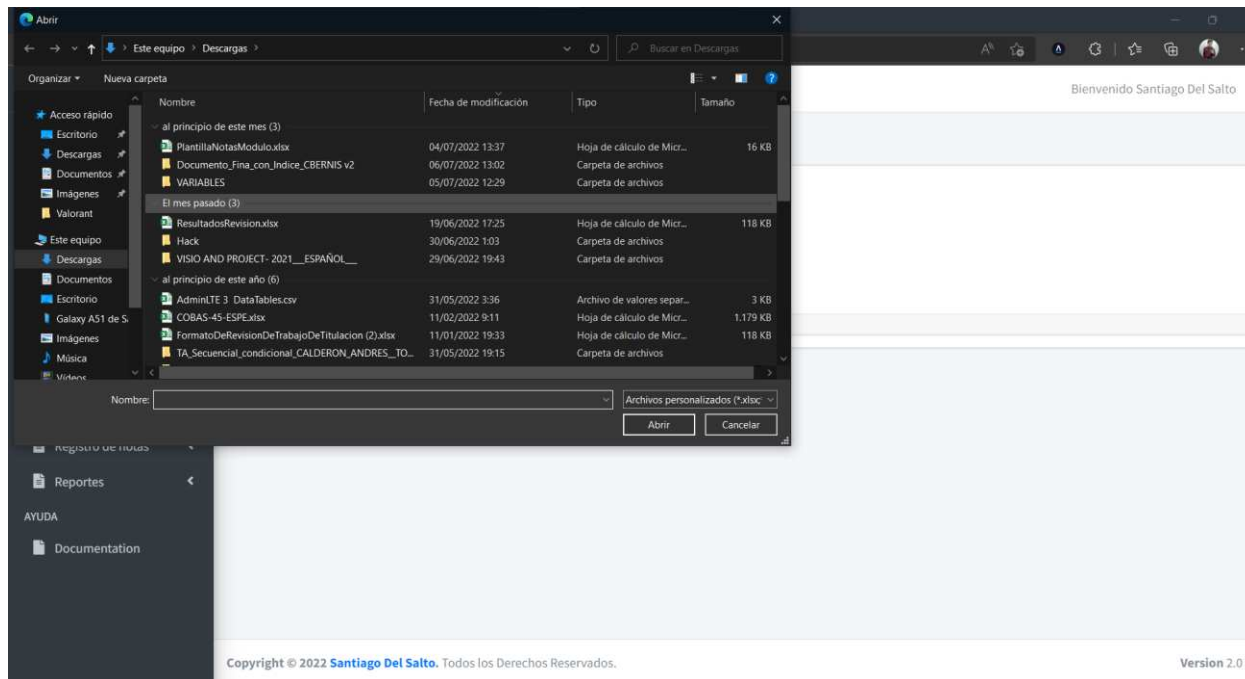 Abrir
Este equipo > Descargas >
Buscar en Descargas
Organizar
Nueva carpeta
Nombre Fecha de modificación Tipo Tamaño
al principio de este mes (3)
PlantillaNotasModulo.xlsx 04/07/2022 13:37 Hoja de cálculo de Micr... 16 KB
Documento_Fina_con_Indice_CBERNIS v2 06/07/2022 13:02 Carpeta de archivos
VARIABLES 05/07/2022 12:29 Carpeta de archivos
El mes pasado (3)
ResultadosRevision.xlsx 19/06/2022 17:25 Hoja de cálculo de Micr... 118 KB
Hack 30/06/2022 1:03 Carpeta de archivos
VISIO AND PROJECT- 2021__ESPAÑOL__ 29/06/2022 19:43 Carpeta de archivos
al principio de este año (6)
AdminLTE 3 DataTables.csv 31/05/2022 3:36 Archivo de valores separ... 3 KB
COBAS-45-ESPE.xlsx 11/02/2022 9:11 Hoja de cálculo de Micr... 1.179 KB
FormatoDeRevisionDeTrabajoDeTitulacion (2).xlsx 11/01/2022 19:33 Hoja de cálculo de Micr... 118 KB
TA_Secuencial_condicional_CALDERON_ANDRES__TO... 31/05/2022 19:15 Carpeta de archivos
Acceso rápido
Escritorio
Descargas
Documentos
Imágenes
Valorant
Este equipo
Descargas
Documentos
Escritorio
Galaxy A51 de S
Imágenes
Música
Vídeos
Nombre:
Archivos personalizados (*.xlsx;
Abrir
Cancelar
Bienvenido Santiago Del Salto
Registro de notas
Reportes
AYUDA
Documentation
Copyright © 2022 Santiago Del Salto. Todos los Derechos Reservados.
Version 2.0